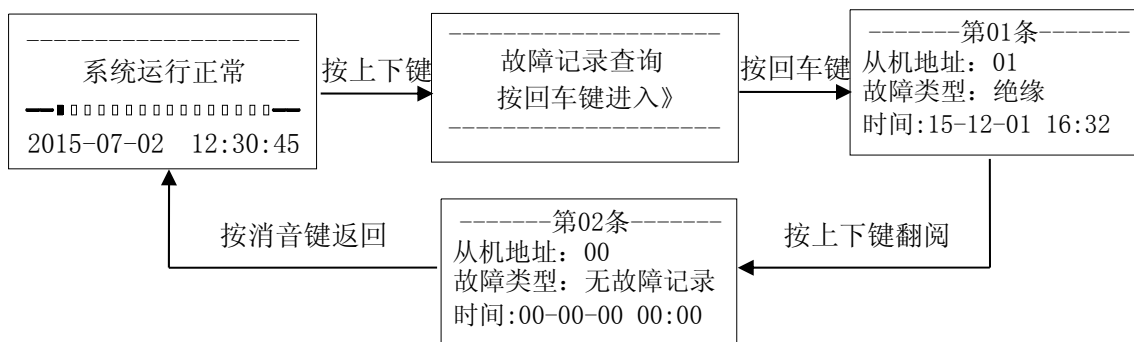 系统运行正常
2015-07-02 12:30:45
按上下键
故障记录查询
按回车键进入》
按回车键
-------第01条-------
从机地址：01
故障类型：绝缘
时间:15-12-01 16:32
按上下键翻阅
-------第02条-------
从机地址：00
故障类型：无故障记录
时间:00-00-00 00:00
按消音键返回